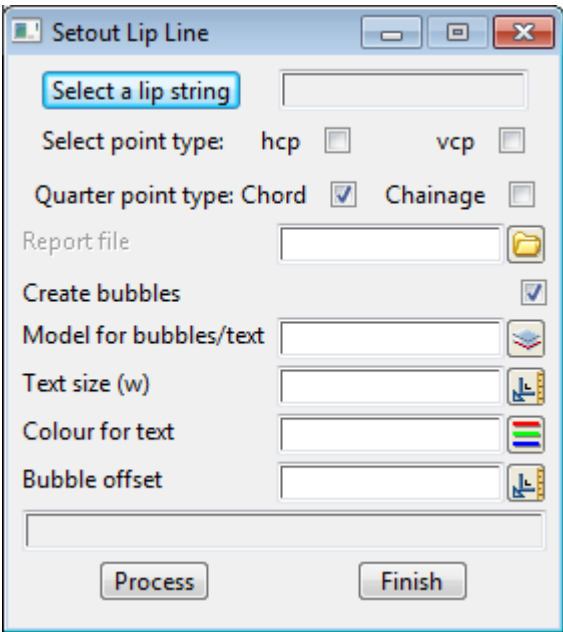 Setout Lip Line
Select a lip string
Select point type: hcp vcp
Quarter point type: Chord Chainage
Report file
Create bubbles
Model for bubbles/text
Text size (w)
Colour for text
Bubble offset
Process Finish